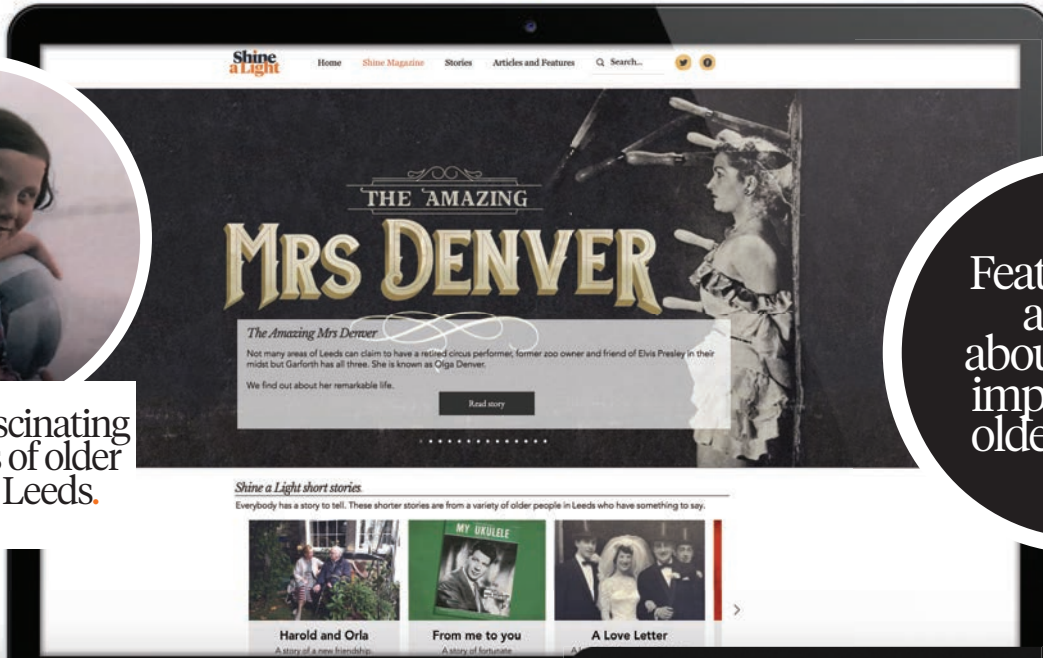 Shine
a Light
Home Shine Magazine Stories Articles and Features Search...
THE AMAZING
MRS DENVER
The Amazing Mrs Denver
Not many areas of Leeds can claim to have a retired circus performer, former zoo owner and friend of Elvis Presley in their
midst but Garforth has all three. She is known as Olga Denver.
We find out about her remarkable life.
Read story
of older
Leeds.
Shine a Light short stories
Everybody has a story to tell. These shorter stories are from a variety of older people in Leeds who have something to say.
MY UKULELE
Harold and Orla
A story of a new friendship.
From me to you
A story of fortunate
A Love Letter